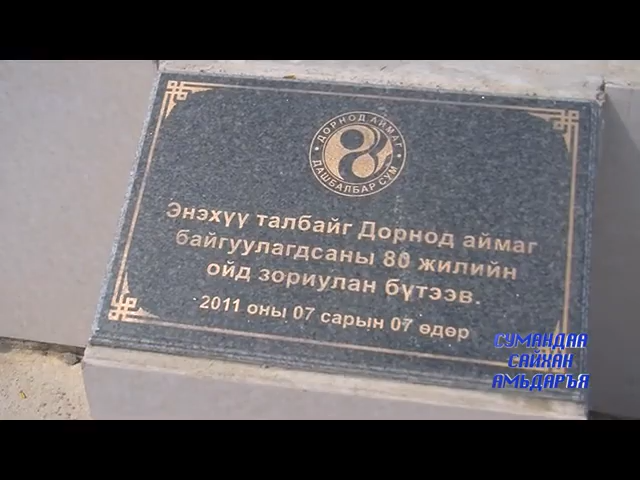 ДОРНОД АЙМАГ
ДАШБАЛБАР СУМ
Энэхүү талбайг Дорнод аймаг
байгуулагдсаны 80 жилийн
ойд зориулан бүтээв.
2011 оны 07 сарын 07 өдөр
СУМАНДАА
САЙХАН
АМЬДАРЪЯ